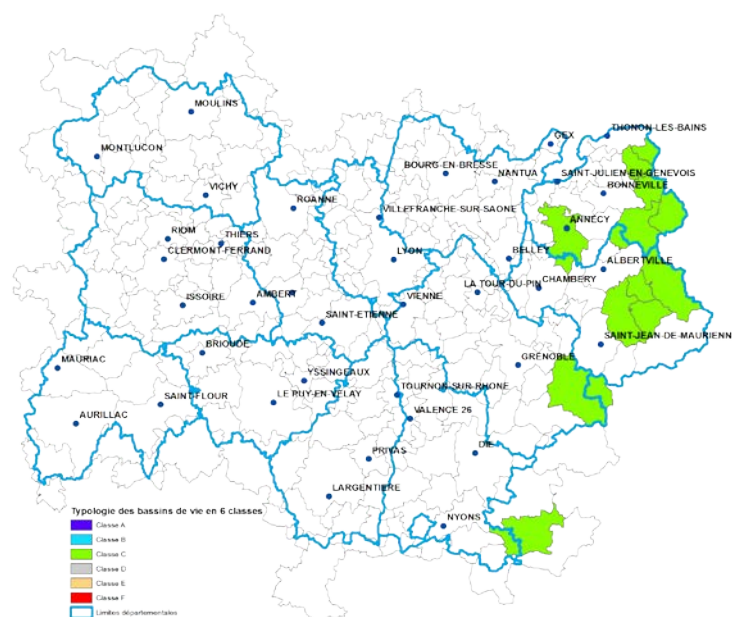 MOULINS
MONTLUCON
VICHY
GEX
THONON-LES-BAINS
BOURG-EN-BRESSE
NANTUA
SAINT-JULIEN-EN-GENEVOIS
BONNEVILLE
ROANNE
VILLEFRANCHE-SUR-SAONE
ANNECY
RIOM
THIERS
CLERMONT-FERRAND
LYON
BELLEY
ALBERTVILLE
ISSOIRE
AMBERT
VIENNE
LA TOUR-DU-PIN
CHAMBERY
SAINT-ETIENNE
SAINT-JEAN-DE-MAURIENN
BRIOUDE
MAURIAC
YSSINGEAUX
GRENOBLE
SAINT-FLOUR
LE PUY-EN-VELAY
TOURNON-SUR-RHONE
AURILLAC
VALENCE 26
PRIVAS
DIE
LARGENTIERE
NYONS
Typologie des bassins de vie en 6 classes
Classe A
Classe B
Classe C
Classe D
Classe E
Classe F
Limites départementales